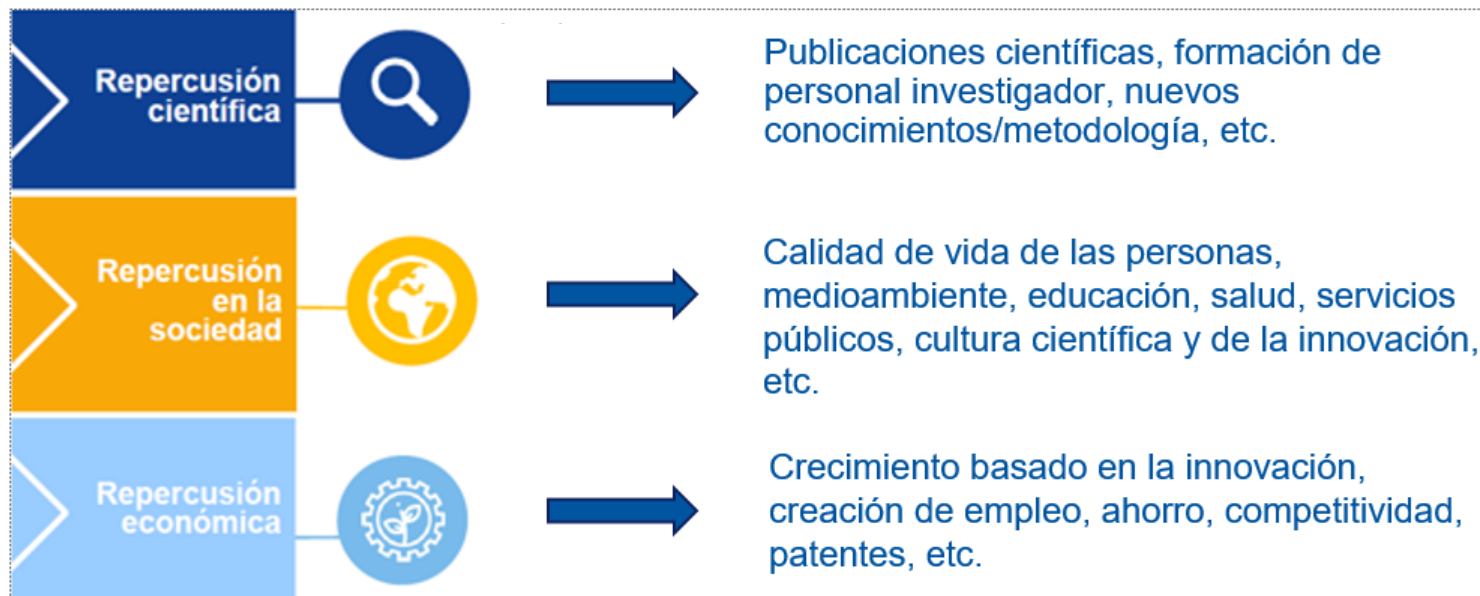 Repercusión
científica
Publicaciones científicas, formación de
personal investigador, nuevos
conocimientos/metodología, etc.
Repercusión
en la
sociedad
Calidad de vida de las personas,
medioambiente, educación, salud, servicios
públicos, cultura científica y de la innovación,
etc.
Repercusión
económica
Crecimiento basado en la innovación,
creación de empleo, ahorro, competitividad,
patentes, etc.